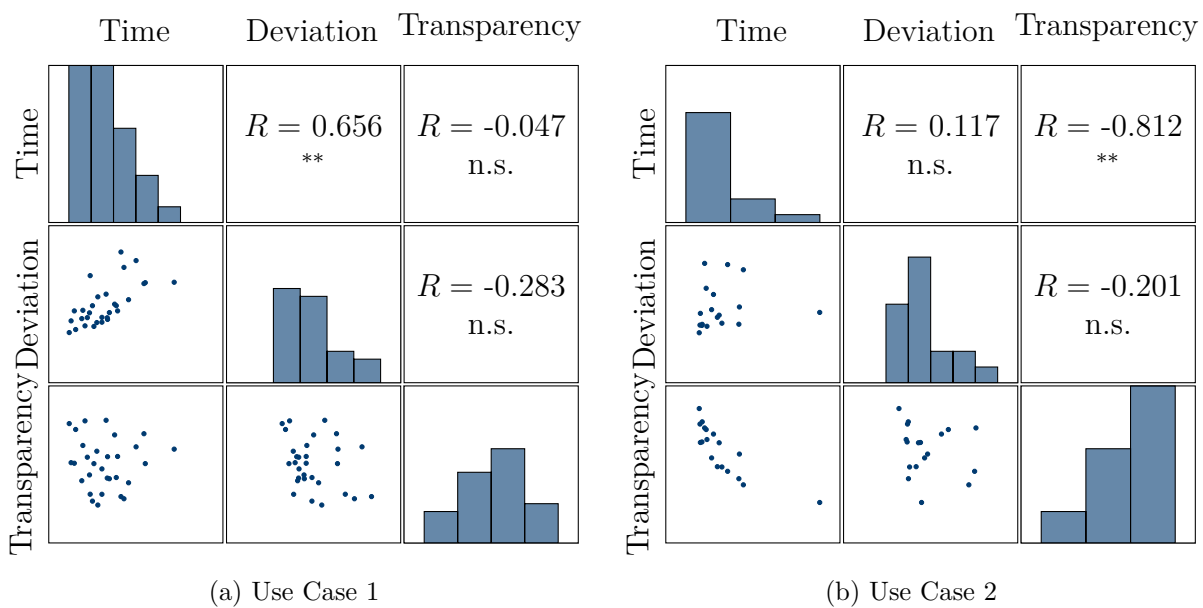 Time Deviation Transparency
Time
R = 0.656
**
R = -0.047
n.s.
Deviation
R = -0.283
n.s.
Transparency
(a) Use Case 1
Time Deviation Transparency
Time
R = 0.117
n.s.
R = -0.812
**
Deviation
R = -0.201
n.s.
Transparency
(b) Use Case 2